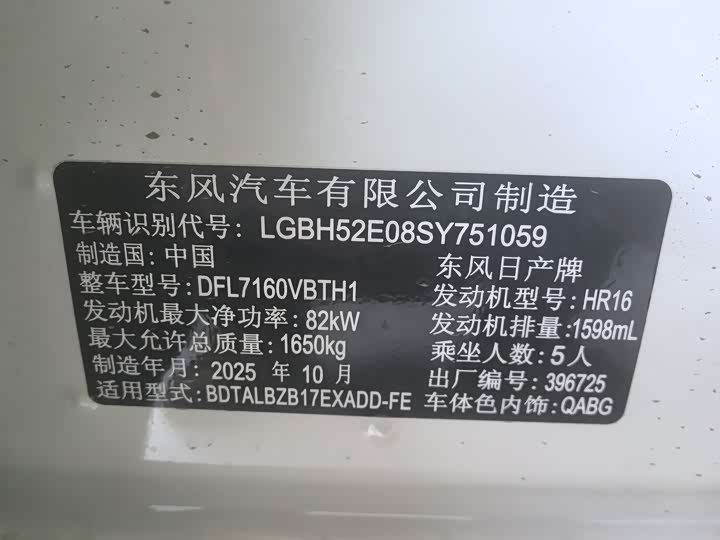 东风汽车有限公司制造
车辆识别代号: LGBH52E08SY751059
制造国: 中国 东风日产牌
整车型号: DFL7160VBTH1 发动机型号: HR16
发动机最大净功率: 82kW 发动机排量: 1598mL
最大允许总质量: 1650kg 乘坐人数: 5人
制造年月: 2025 年 10 月 出厂编号: 396725
适用型式: BDTALBZB17EXADD-FE 车体色内饰: QABG